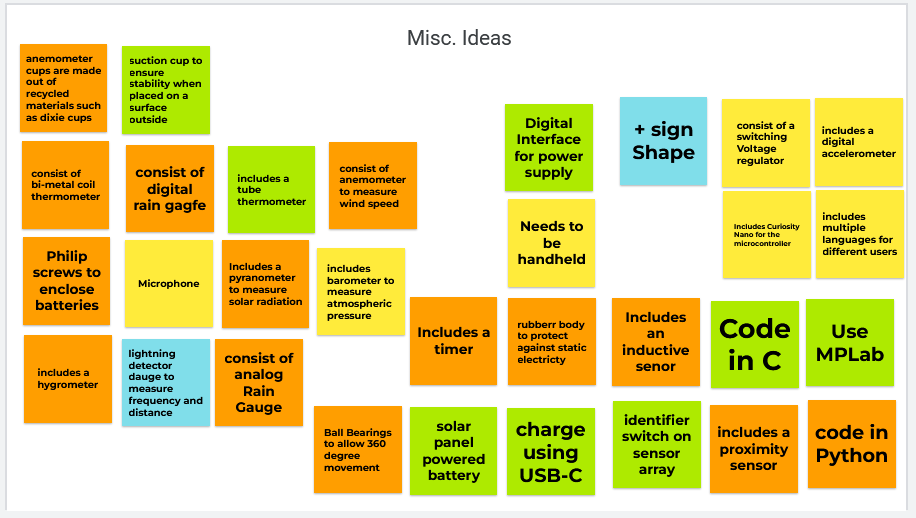 Misc. Ideas
anemometer
cups are made
out of
recycled
materials such
as dixie cups
suction cup to
ensure
stability when
placed on a
surface
outside
Digital
Interface
for power
supply
+ sign
Shape
consist of a
switching
Voltage
regulator
includes a
digital
accelerometer
consist of
bi-metal coil
thermometer
consist of
digital
rain gagfe
includes a
tube
thermometer
consist of
anemometer
to measure
wind speed
Needs to
be
handheld
Includes Curiosity
Nano for the
microcontroller
includes
multiple
languages for
different users
Philip
screws to
enclose
batteries
Microphone
Includes a
pyranometer
to measure
solar radiation
includes
barometer to
measure
atmospheric
pressure
Includes a
timer
rubberr body
to protect
against static
electricty
Includes
an
inductive
senor
Code
in C
Use
MPLab
includes a
hygrometer
lightning
detector
dauge to
measure
frequency and
distance
consist of
analog
Rain
Gauge
Ball Bearings
to allow 360
degree
movement
solar
panel
powered
battery
charge
using
USB-C
identifier
switch on
sensor
array
includes a
proximity
sensor
code in
Python